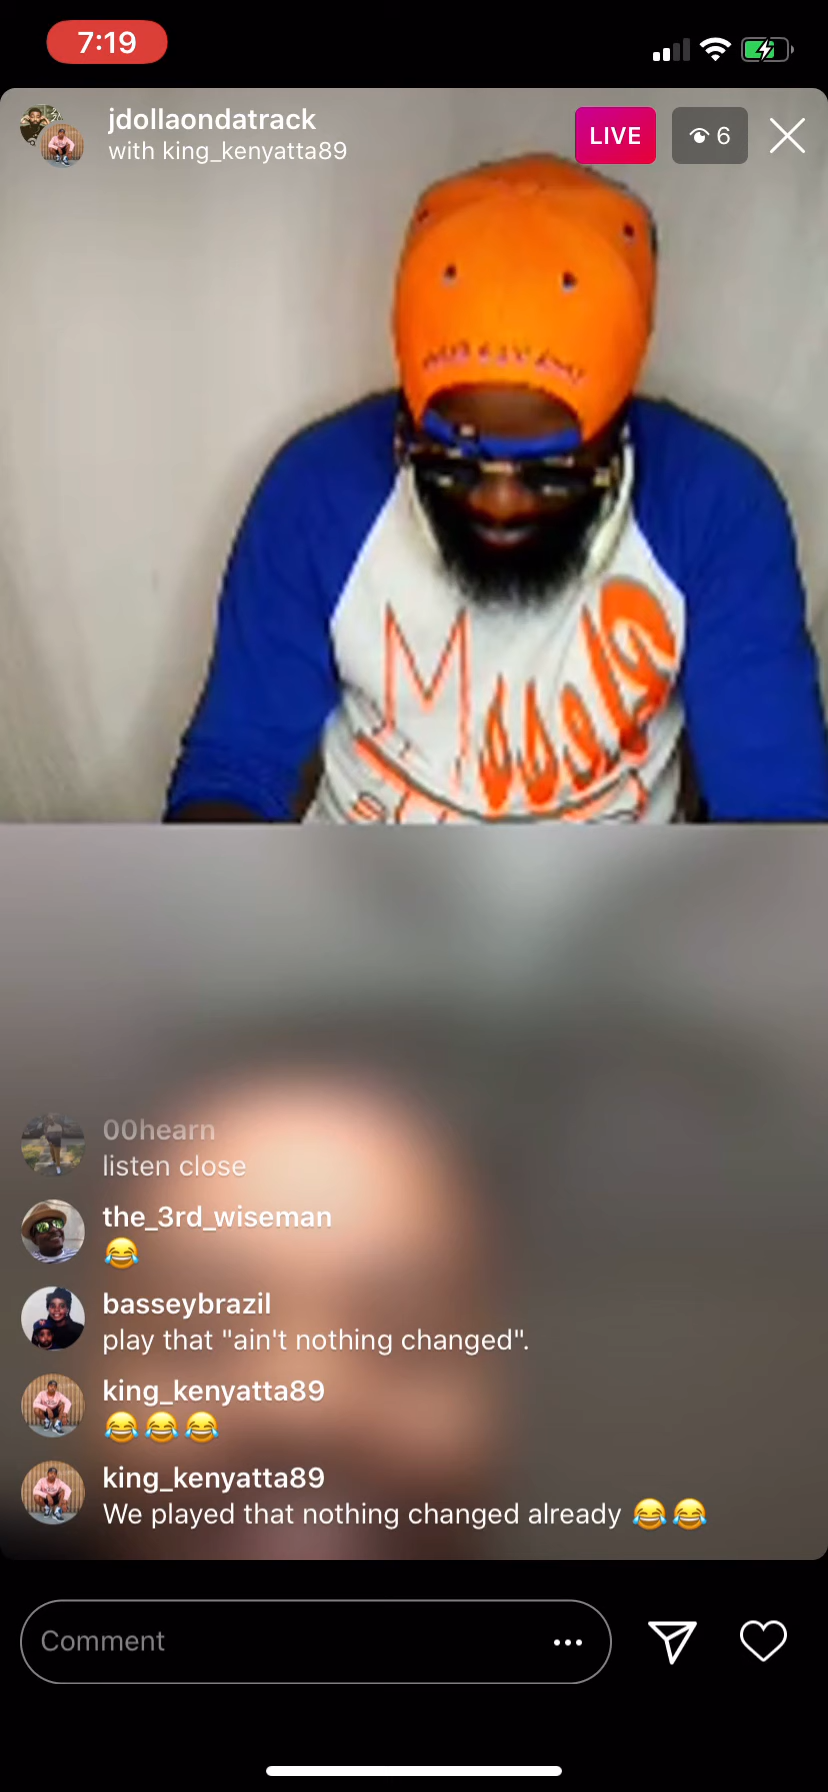 7:19
jdollaondatrack
with king_kenyatta89
LIVE
6
00hearn
listen close
the_3rd_wiseman
😂
basseybrazil
play that "ain't nothing changed".
king_kenyatta89
😂😂😂
king_kenyatta89
We played that nothing changed already 😂😂
Comment